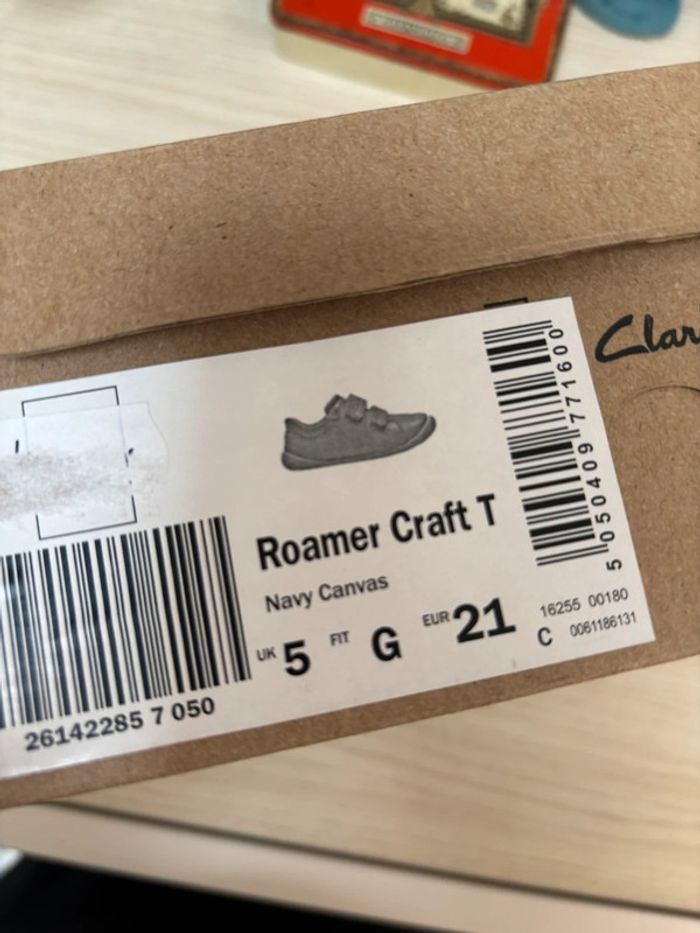 Clar
5 050409 771600
Roamer Craft T
Navy Canvas
UK 5 FIT G EUR 21
16255 00180
C 0061186131
26142285 7 050